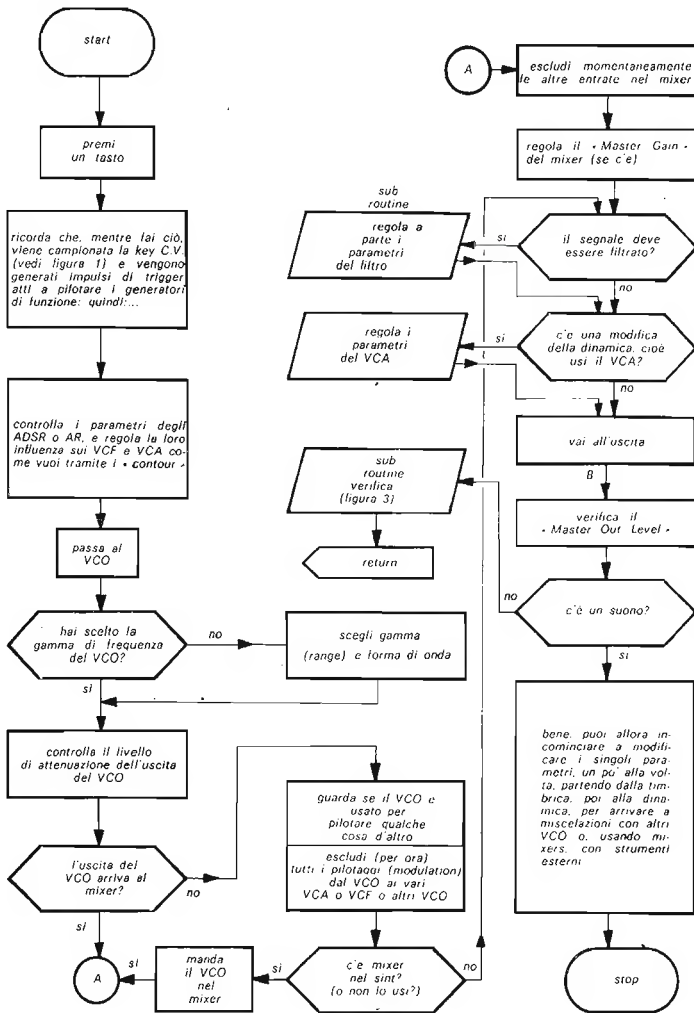 start
premi
un tasto
ricorda che, mentre fai ciò,
viene campionata la key C.V.
(vedi figura 1) e vengono
generati impulsi di trigger
atti a pilotare i generatori
di funzione: quindi:...
controlla i parametri degli
ADSR o AR, e regola la loro
influenza sui VCF e VCA co-
me vuoi tramite i « contour »
passa al
VCO
hai scelto la
gamma di frequenza
del VCO?
no
scegli gamma
(range) e forma di onda
sì
controlla il livello
di attenuazione dell'uscita
del VCO
l'uscita del
VCO arriva al
mixer?
no
sì
A
guarda se il VCO e
usato per
pilotare qualche
cosa d'altro
escludi (per ora)
tutti i pilotaggi (modulation)
dal VCO ai vari
VCA o VCF o altri VCO
c'e mixer
nel sint?
(o non lo usi?)
no
sì
manda
il VCO
nel
mixer
sì
A
escludi momentaneamente
le altre entrate nel mixer
regola il « Master Gain »
del mixer (se c'e)
il segnale deve
essere filtrato?
si
no
sub
routine
regola a
parte i
parametri
del filtro
c'e una modifica
della dinamica, cioè
usi il VCA?
si
no
regola i
parametri
del VCA
vai all'uscita
B
verifica il
« Master Out Level »
c'è un suono?
no
si
sub
routine
verifica
(figura 3)
return
bene, puoi allora in-
cominciare a modifi-
care i singoli para-
metri, un po' alla vol-
ta, partendo dalla tim-
brica, poi alla dina-
mica, per arrivare a
miscelazioni con altri
VCO o, usando mi-
xers, con strumenti
esterni
stop